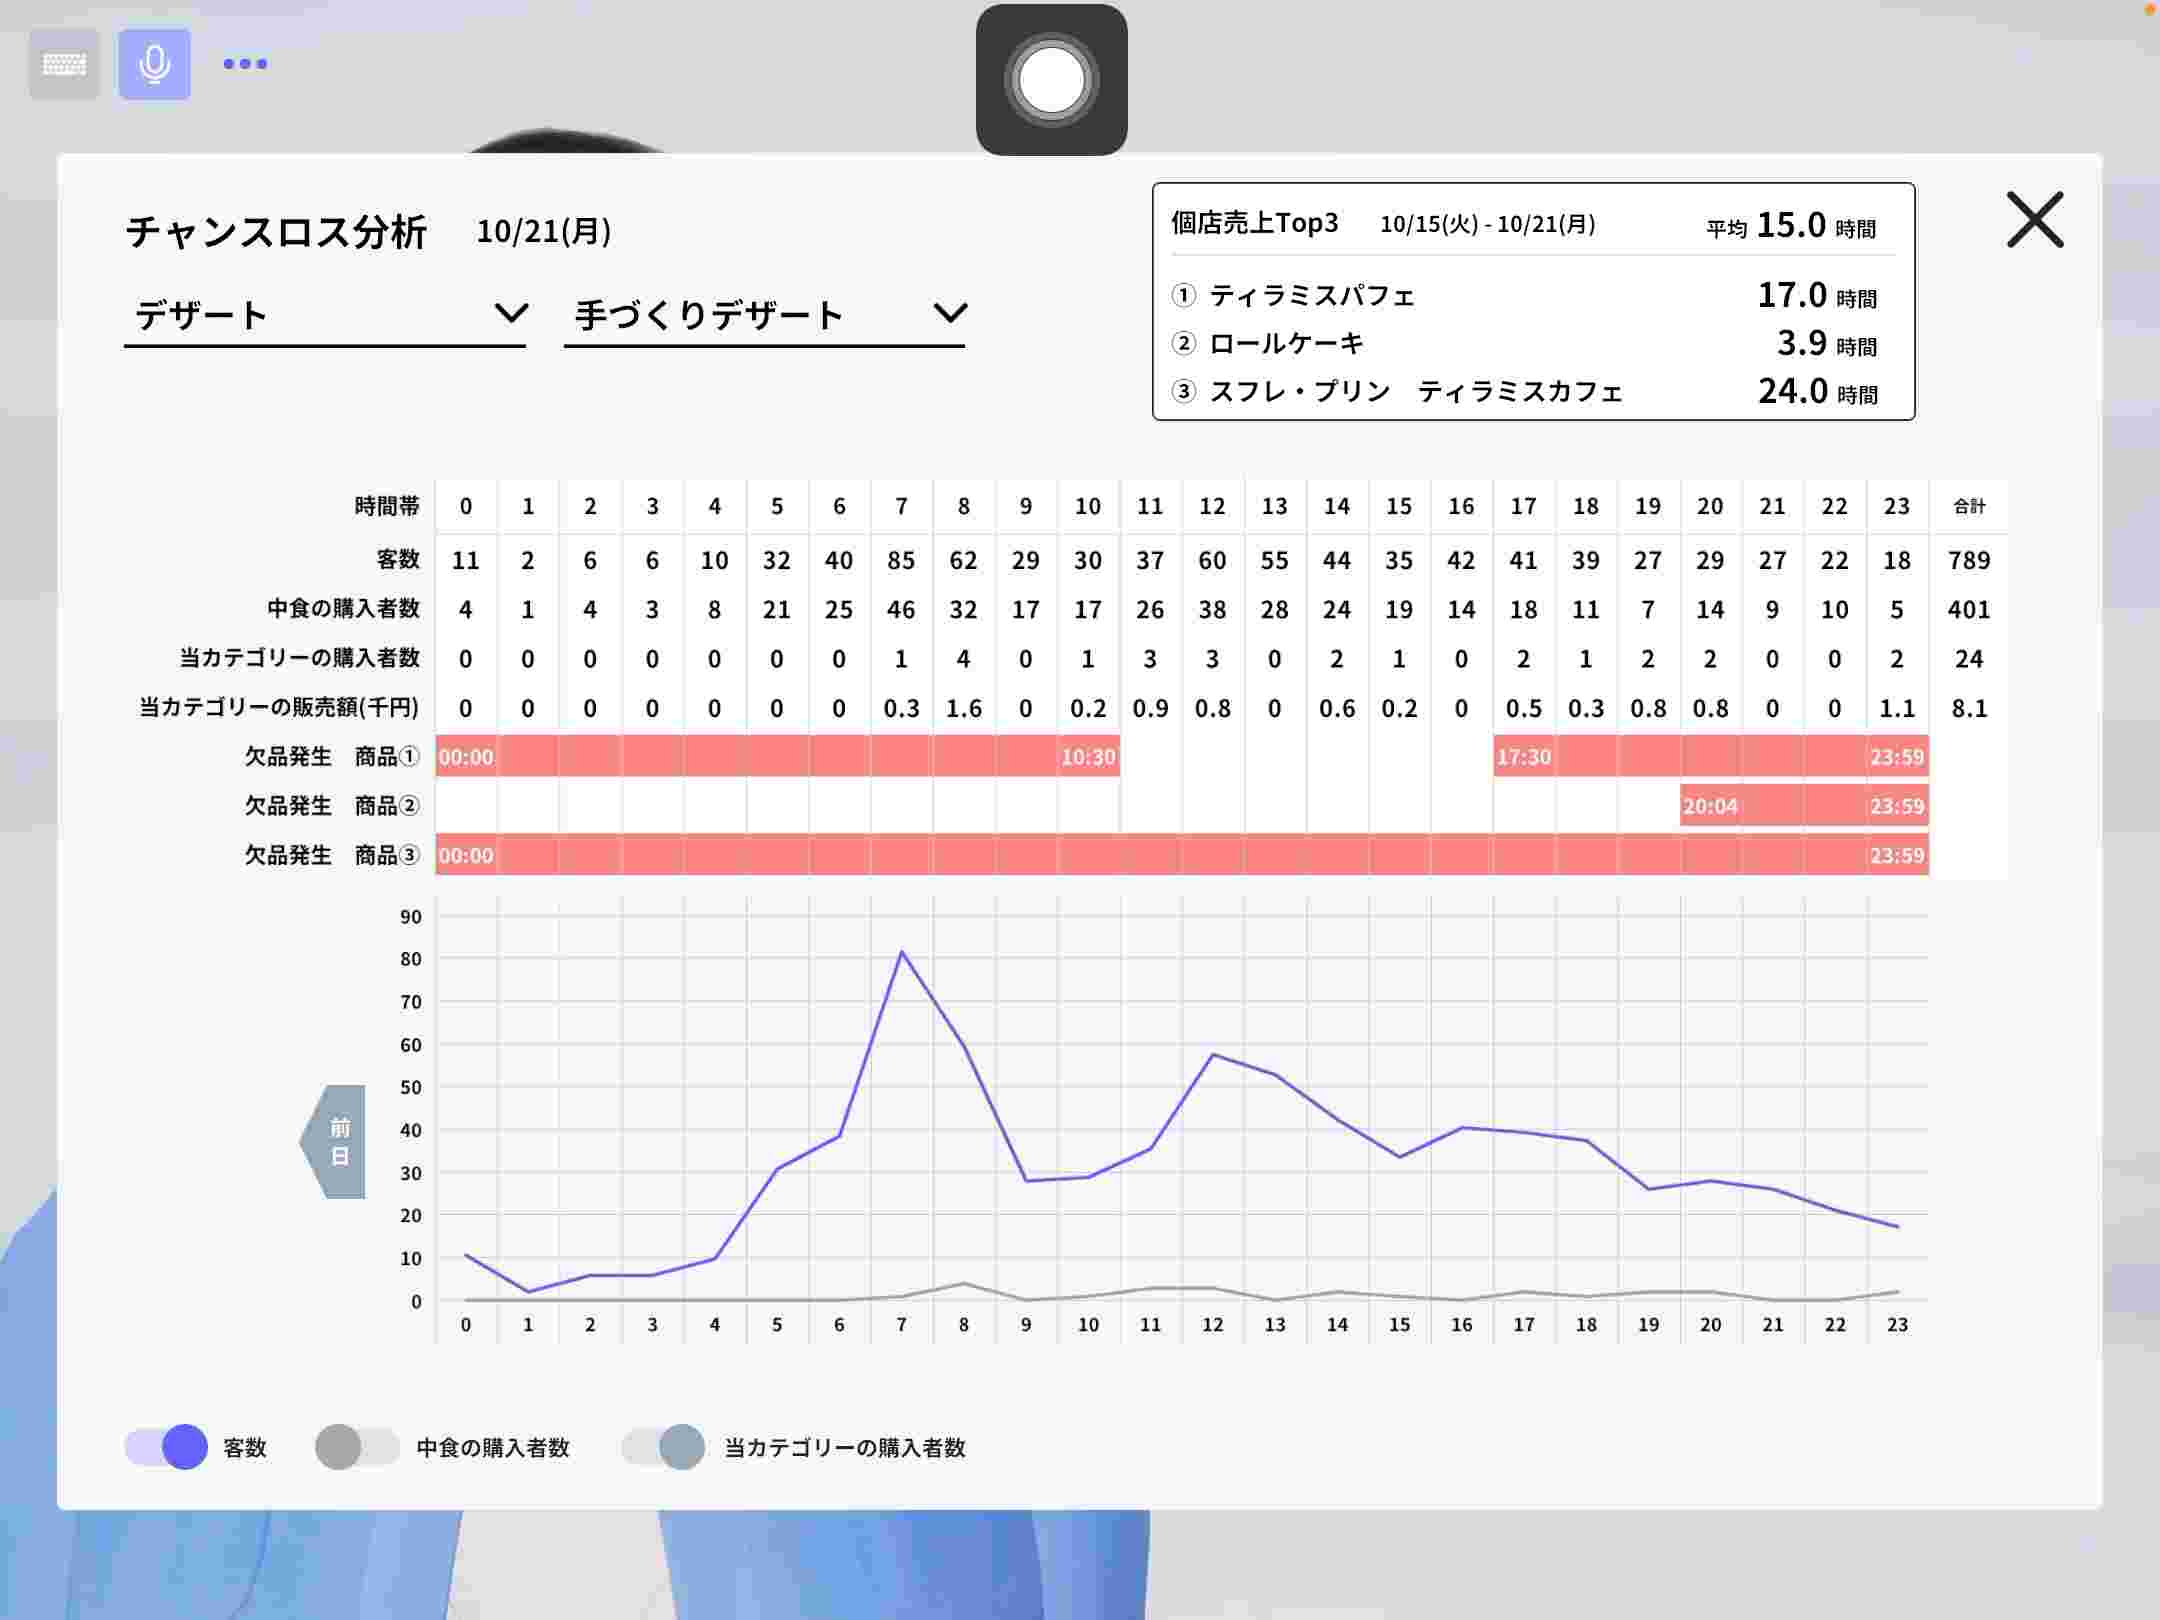 チャンスロス分析 10/21(月)
デザート 手づくりデザート
個店売上Top3 10/15(火) - 10/21(月) 平均 15.0 時間
① ティラミスパフェ 17.0 時間
② ロールケーキ 3.9 時間
③ スフレ・プリン ティラミスカフェ 24.0 時間
時間帯 0 1 2 3 4 5 6 7 8 9 10 11 12 13 14 15 16 17 18 19 20 21 22 23 合計
客数 11 2 6 6 10 32 40 85 62 29 30 37 60 55 44 35 42 41 39 27 29 27 22 18 789
中食の購入者数 4 1 4 3 8 21 25 46 32 17 17 26 38 28 24 19 14 18 11 7 14 9 10 5 401
当カテゴリーの購入者数 0 0 0 0 0 0 0 1 4 0 1 3 3 0 2 1 0 2 1 2 2 0 0 2 24
当カテゴリーの販売額(千円) 0 0 0 0 0 0 0 0.3 1.6 0 0.2 0.9 0.8 0 0.6 0.2 0 0.5 0.3 0.8 0.8 0 0 1.1 8.1
欠品発生 商品① 00:00 10:30 17:30 23:59
欠品発生 商品② 20:04 23:59
欠品発生 商品③ 00:00 23:59
90
80
70
60
50
40
30
20
10
0
前
日
0 1 2 3 4 5 6 7 8 9 10 11 12 13 14 15 16 17 18 19 20 21 22 23
客数 中食の購入者数 当カテゴリーの購入者数